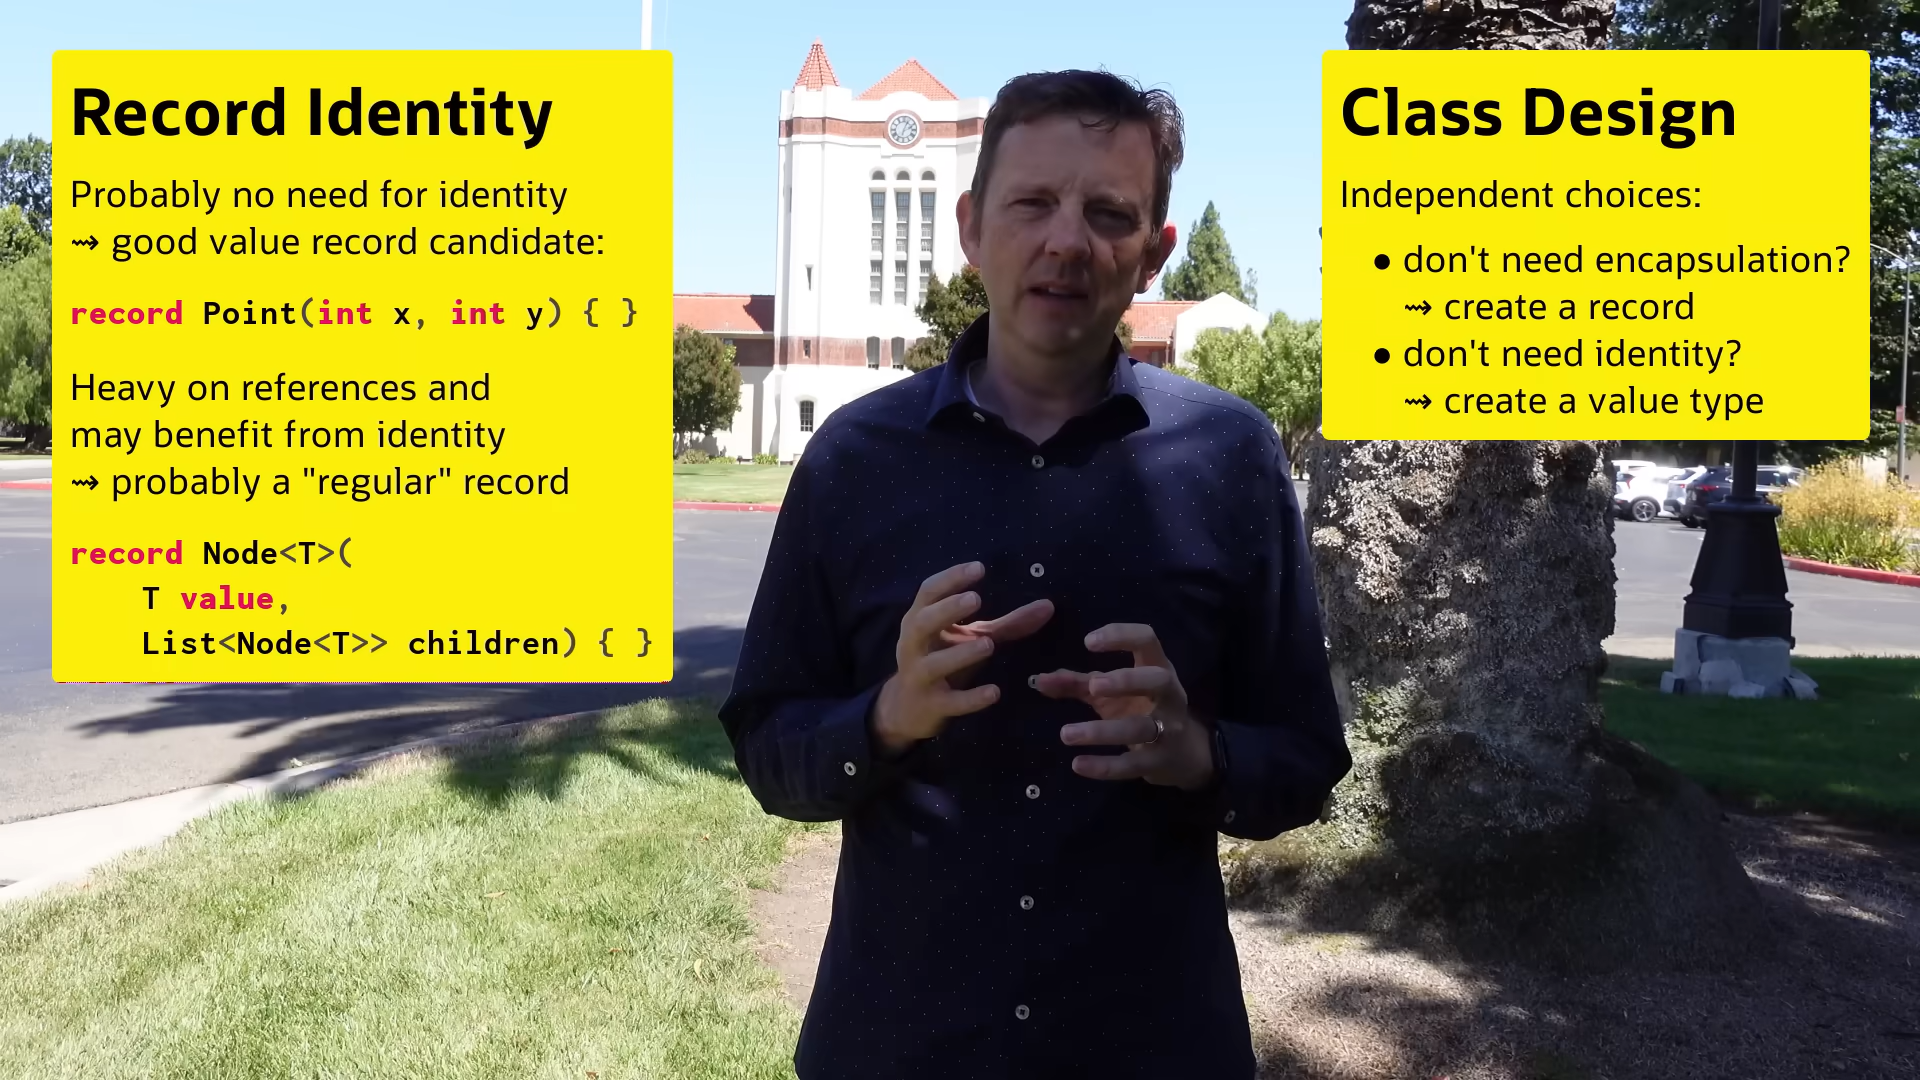 Record Identity
Probably no need for identity
⇝ good value record candidate:
record Point(int x, int y) { }
Heavy on references and
may benefit from identity
⇝ probably a "regular" record
record Node<T>(
    T value,
    List<Node<T>> children) { }
Class Design
Independent choices:
● don't need encapsulation?
⇝ create a record
● don't need identity?
⇝ create a value type